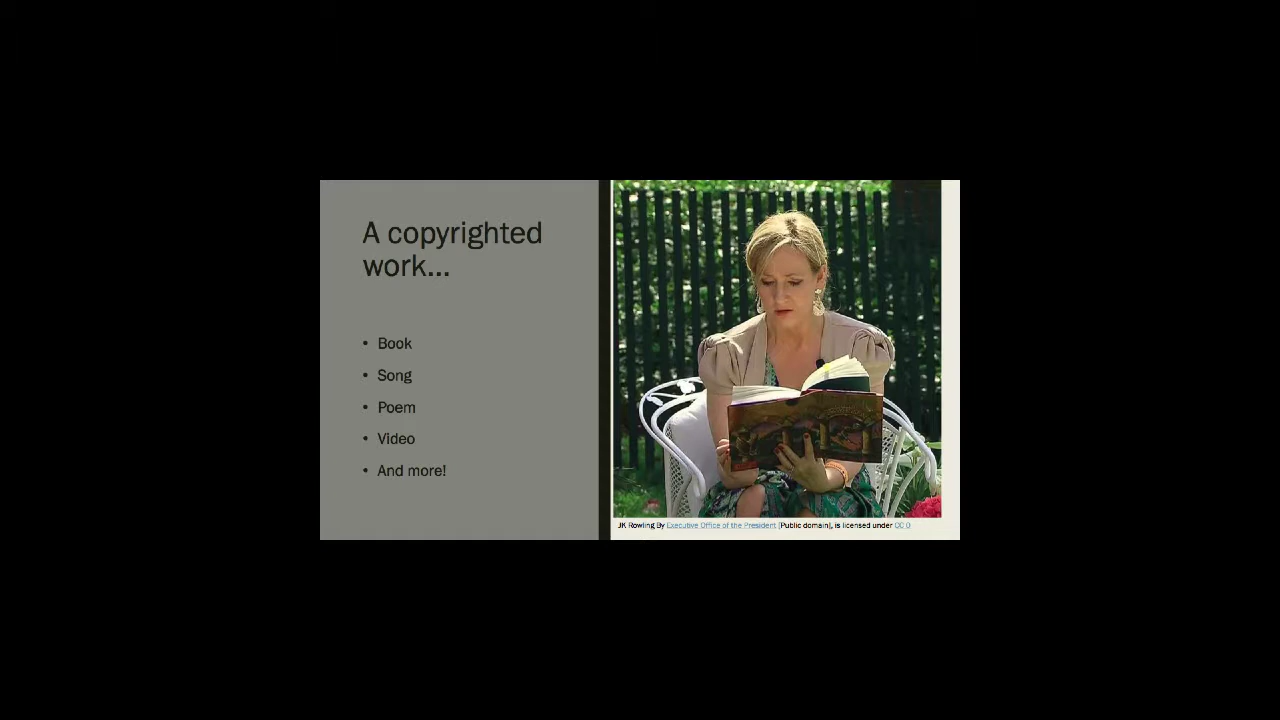 A copyrighted
work...
• Book
• Song
• Poem
• Video
• And more!
JK Rowling By Executive Office of the President [Public domain], is licensed under CC 0